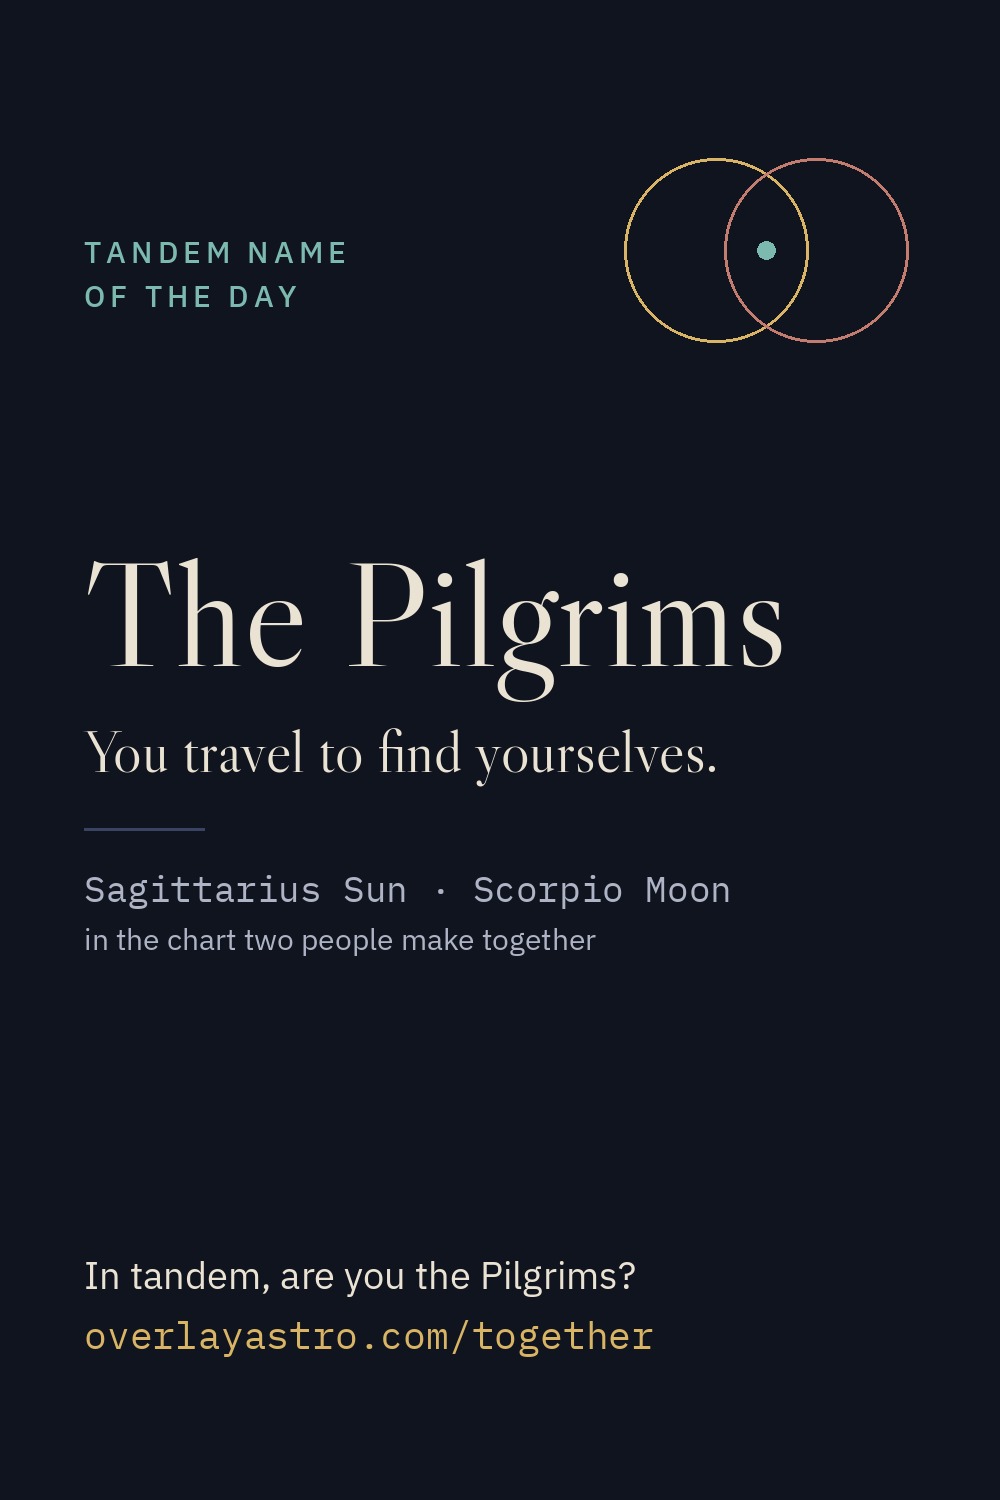 TANDEM NAME
OF THE DAY
The Pilgrims
You travel to find yourselves.
Sagittarius Sun · Scorpio Moon
in the chart two people make together
In tandem, are you the Pilgrims?
overlayastro.com/together